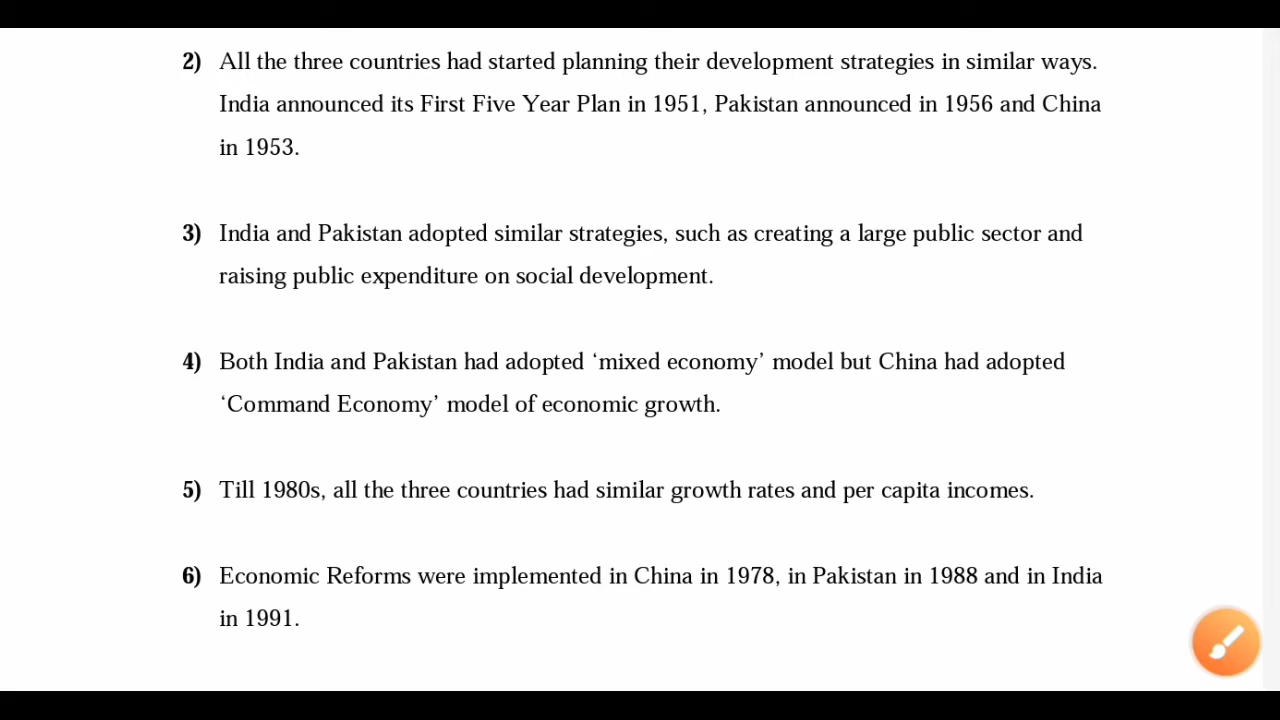 2) All the three countries had started planning their development strategies in similar ways.
India announced its First Five Year Plan in 1951, Pakistan announced in 1956 and China
in 1953.
3) India and Pakistan adopted similar strategies, such as creating a large public sector and
raising public expenditure on social development.
4) Both India and Pakistan had adopted ‘mixed economy’ model but China had adopted
‘Command Economy’ model of economic growth.
5) Till 1980s, all the three countries had similar growth rates and per capita incomes.
6) Economic Reforms were implemented in China in 1978, in Pakistan in 1988 and in India
in 1991.